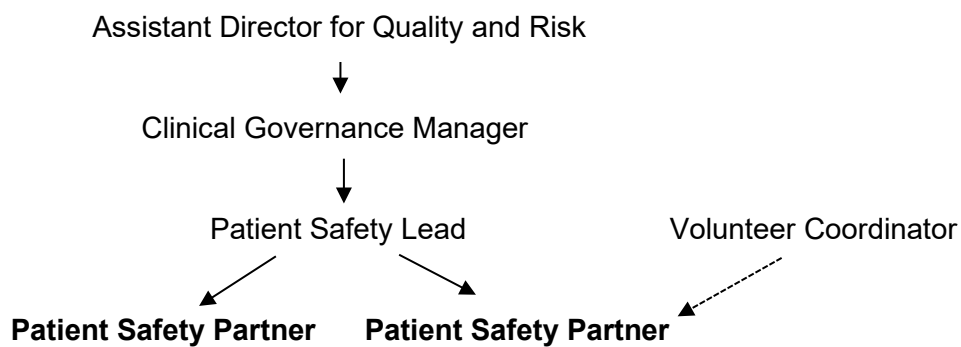 Assistant Director for Quality and Risk
Clinical Governance Manager
Patient Safety Lead
Volunteer Coordinator
Patient Safety Partner
Patient Safety Partner